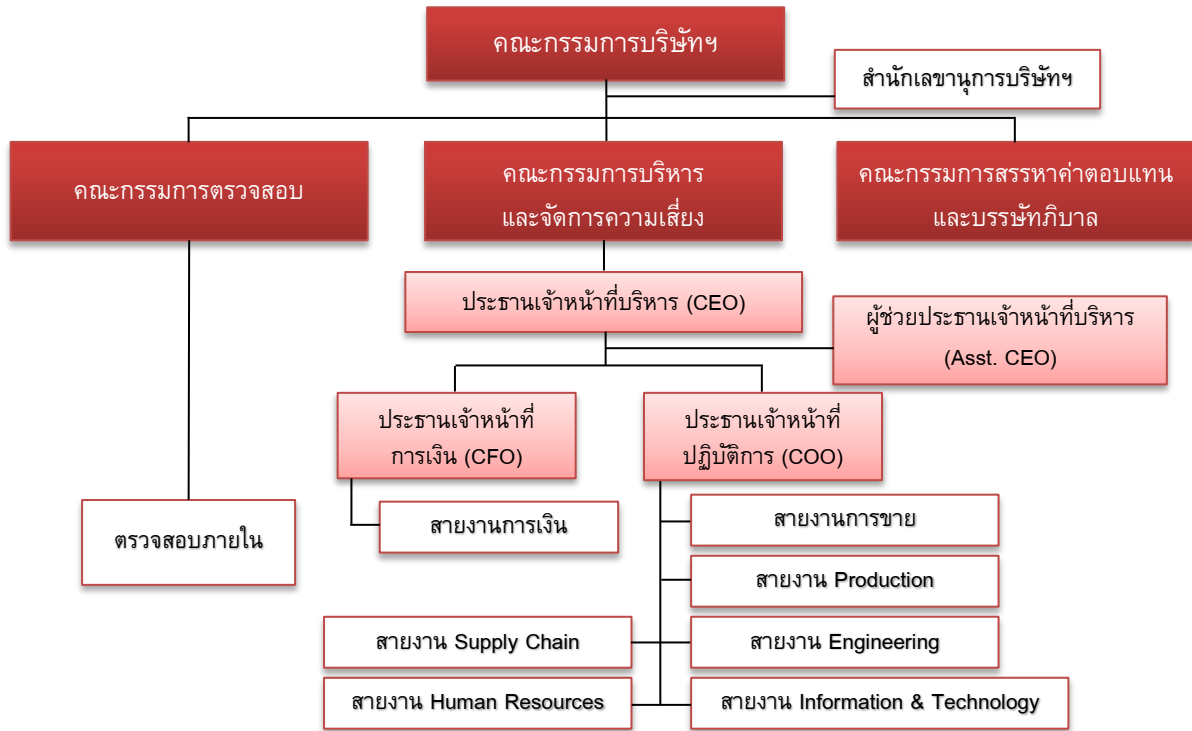 คณะกรรมการบริษัทฯ
สำนักเลขานุการบริษัทฯ
คณะกรรมการตรวจสอบ
คณะกรรมการบริหาร
และจัดการความเสี่ยง
คณะกรรมการสรรหาค่าตอบแทน
และบรรษัทภิบาล
ประธานเจ้าหน้าที่บริหาร (CEO)
ผู้ช่วยประธานเจ้าหน้าที่บริหาร
(Asst. CEO)
ประธานเจ้าหน้าที่
การเงิน (CFO)
ประธานเจ้าหน้าที่
ปฏิบัติการ (COO)
ตรวจสอบภายใน
สายงานการเงิน
สายงานการขาย
สายงาน Production
สายงาน Supply Chain
สายงาน Engineering
สายงาน Human Resources
สายงาน Information & Technology